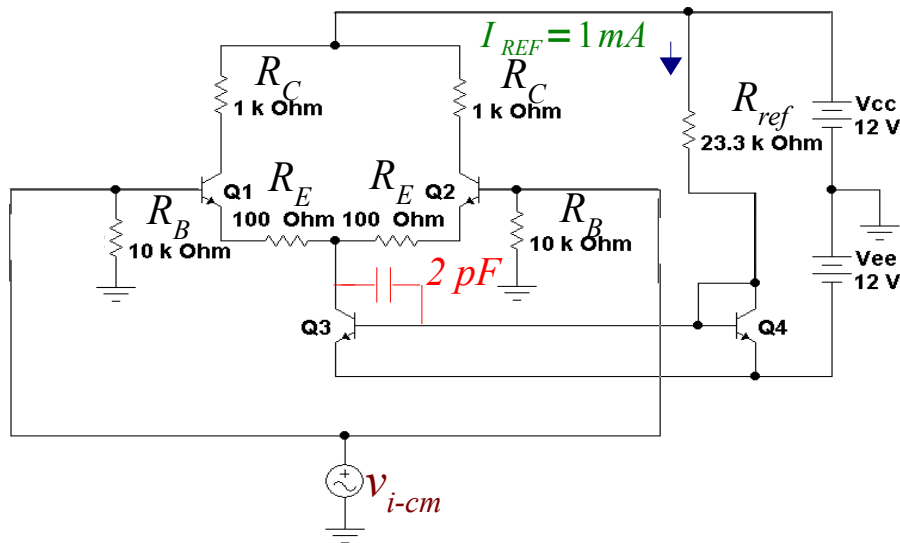 I_REF = 1 mA
R_C
1 k Ohm
R_C
1 k Ohm
R_ref
23.3 k Ohm
Vcc
12 V
Q1
R_E
100 Ohm
R_E
100 Ohm
Q2
R_B
10 k Ohm
R_B
10 k Ohm
Vee
12 V
2 pF
Q3
Q4
v_i-cm